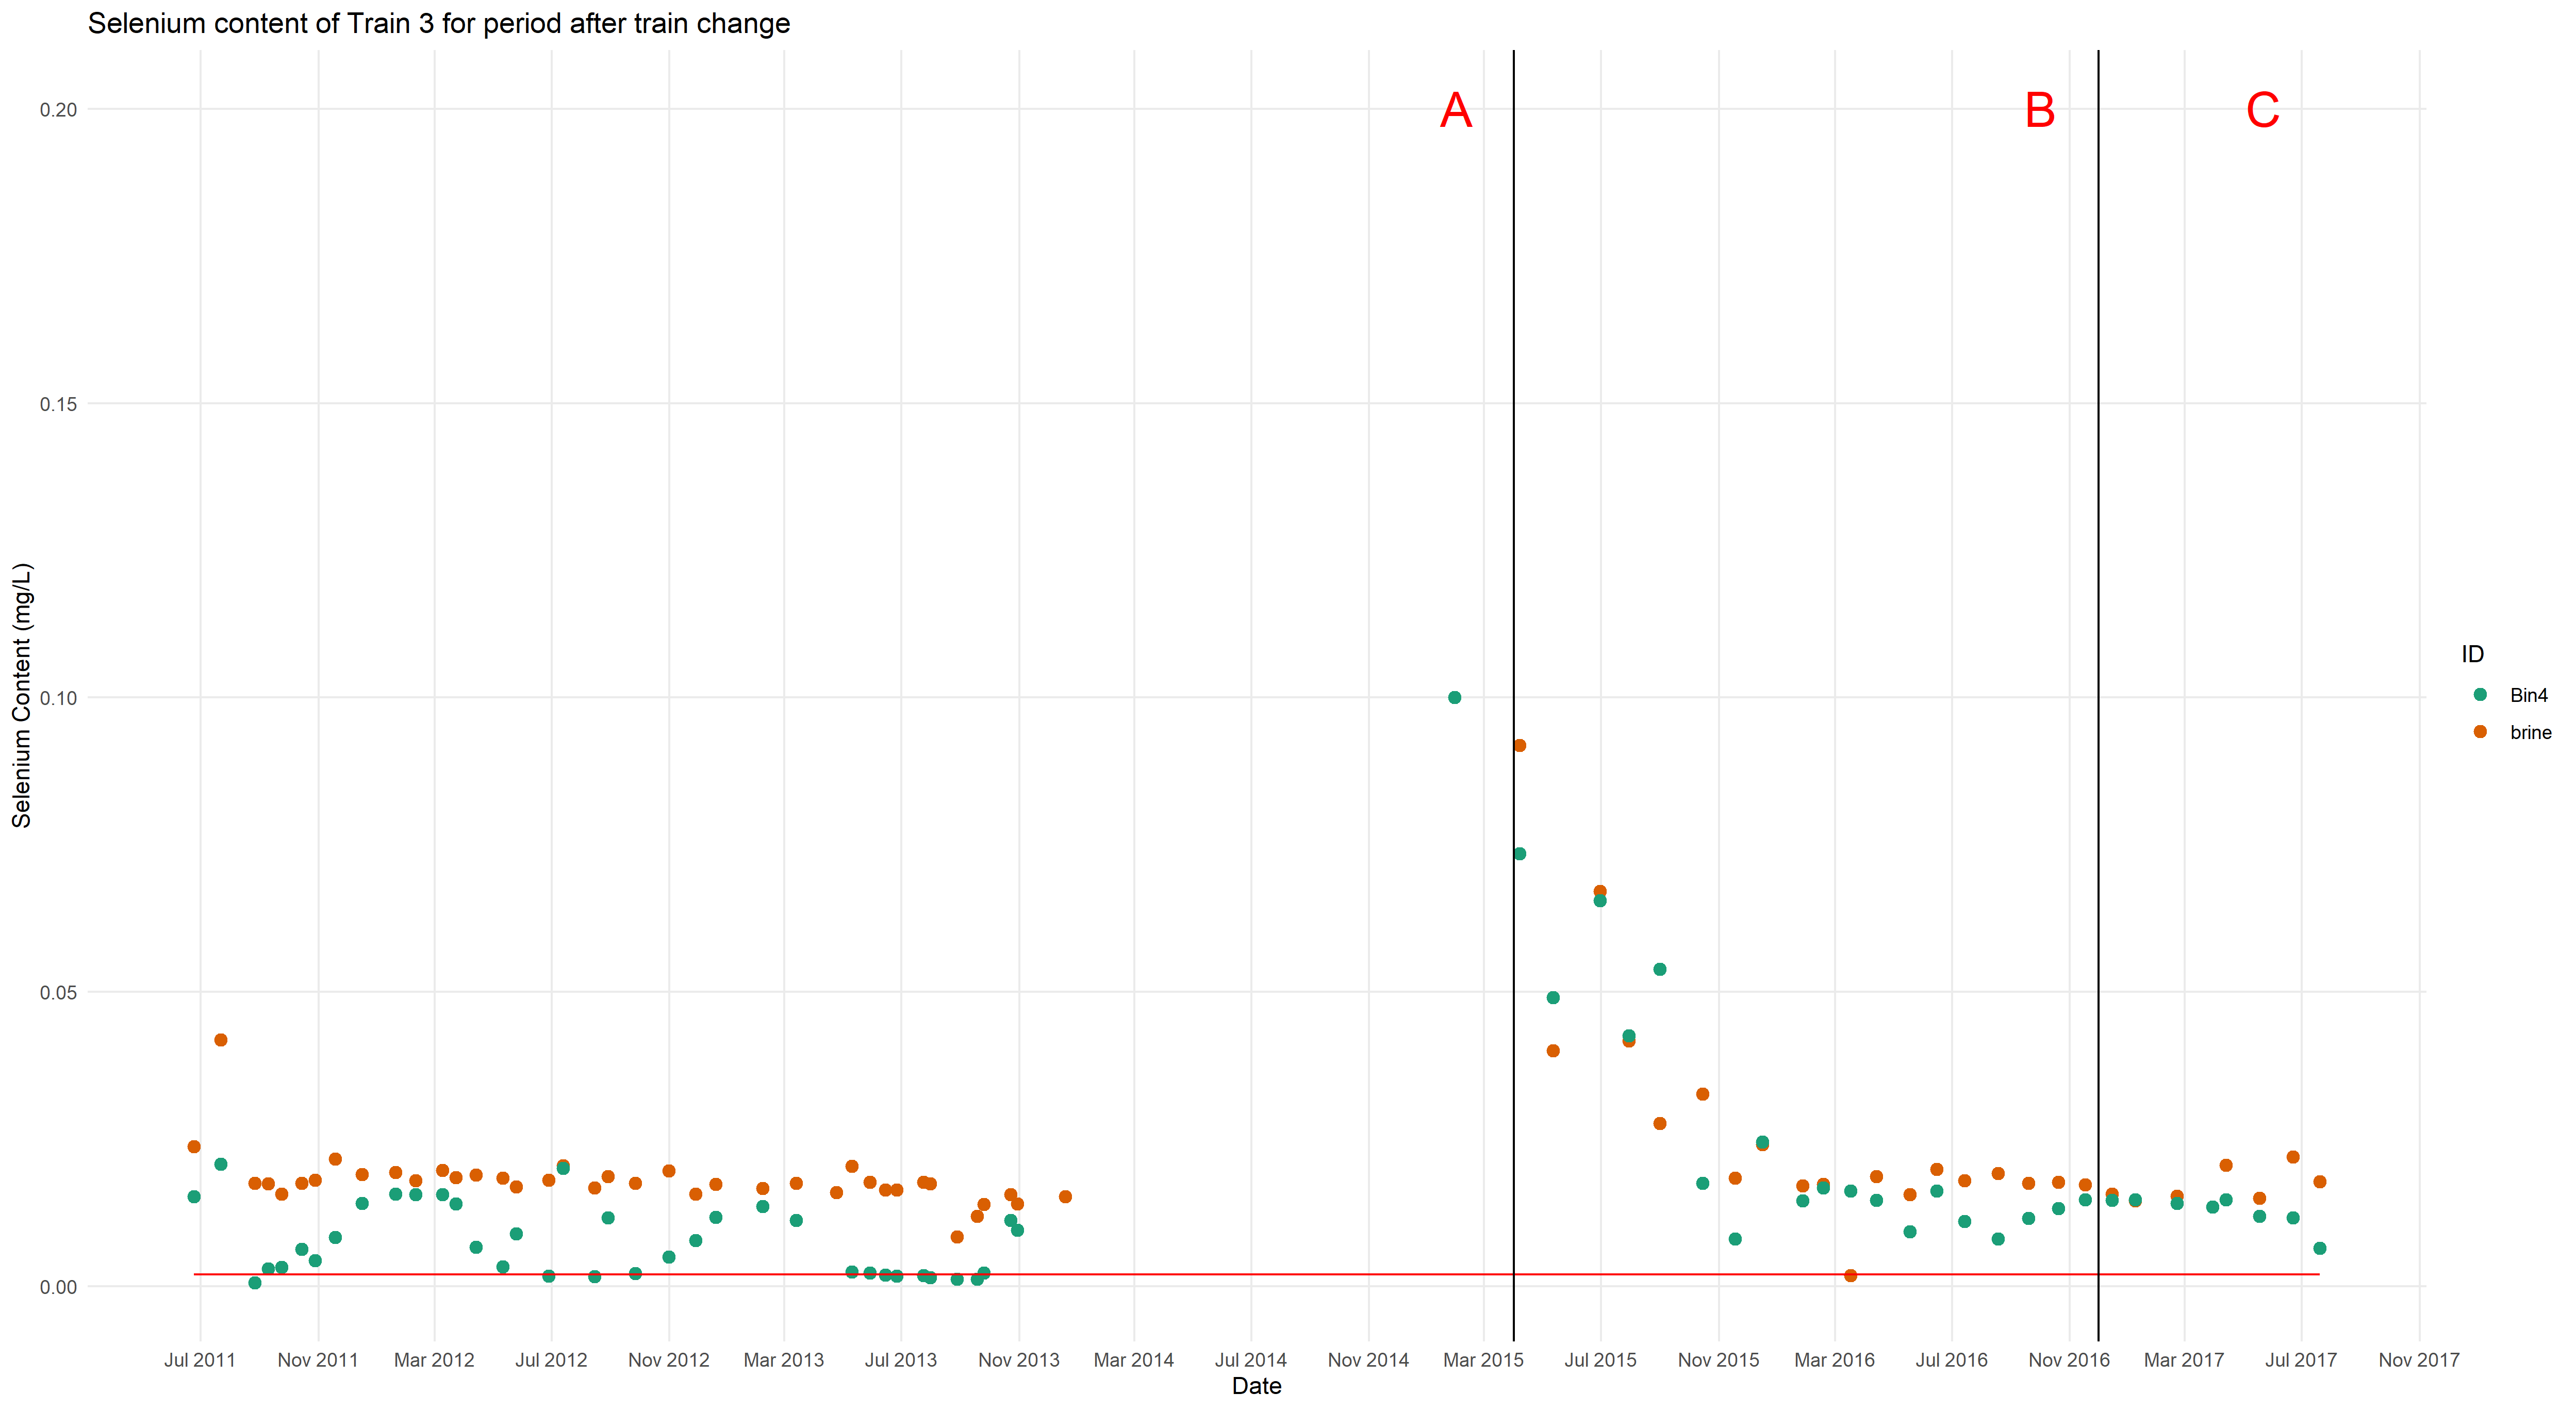 Selenium content of Train 3 for period after train change
A B C
0.20
0.15
0.10
0.05
0.00
Selenium Content (mg/L)
Jul 2011 Nov 2011 Mar 2012 Jul 2012 Nov 2012 Mar 2013 Jul 2013 Nov 2013 Mar 2014 Jul 2014 Nov 2014 Mar 2015 Jul 2015 Nov 2015 Mar 2016 Jul 2016 Nov 2016 Mar 2017 Jul 2017 Nov 2017
Date
ID
Bin4
brine